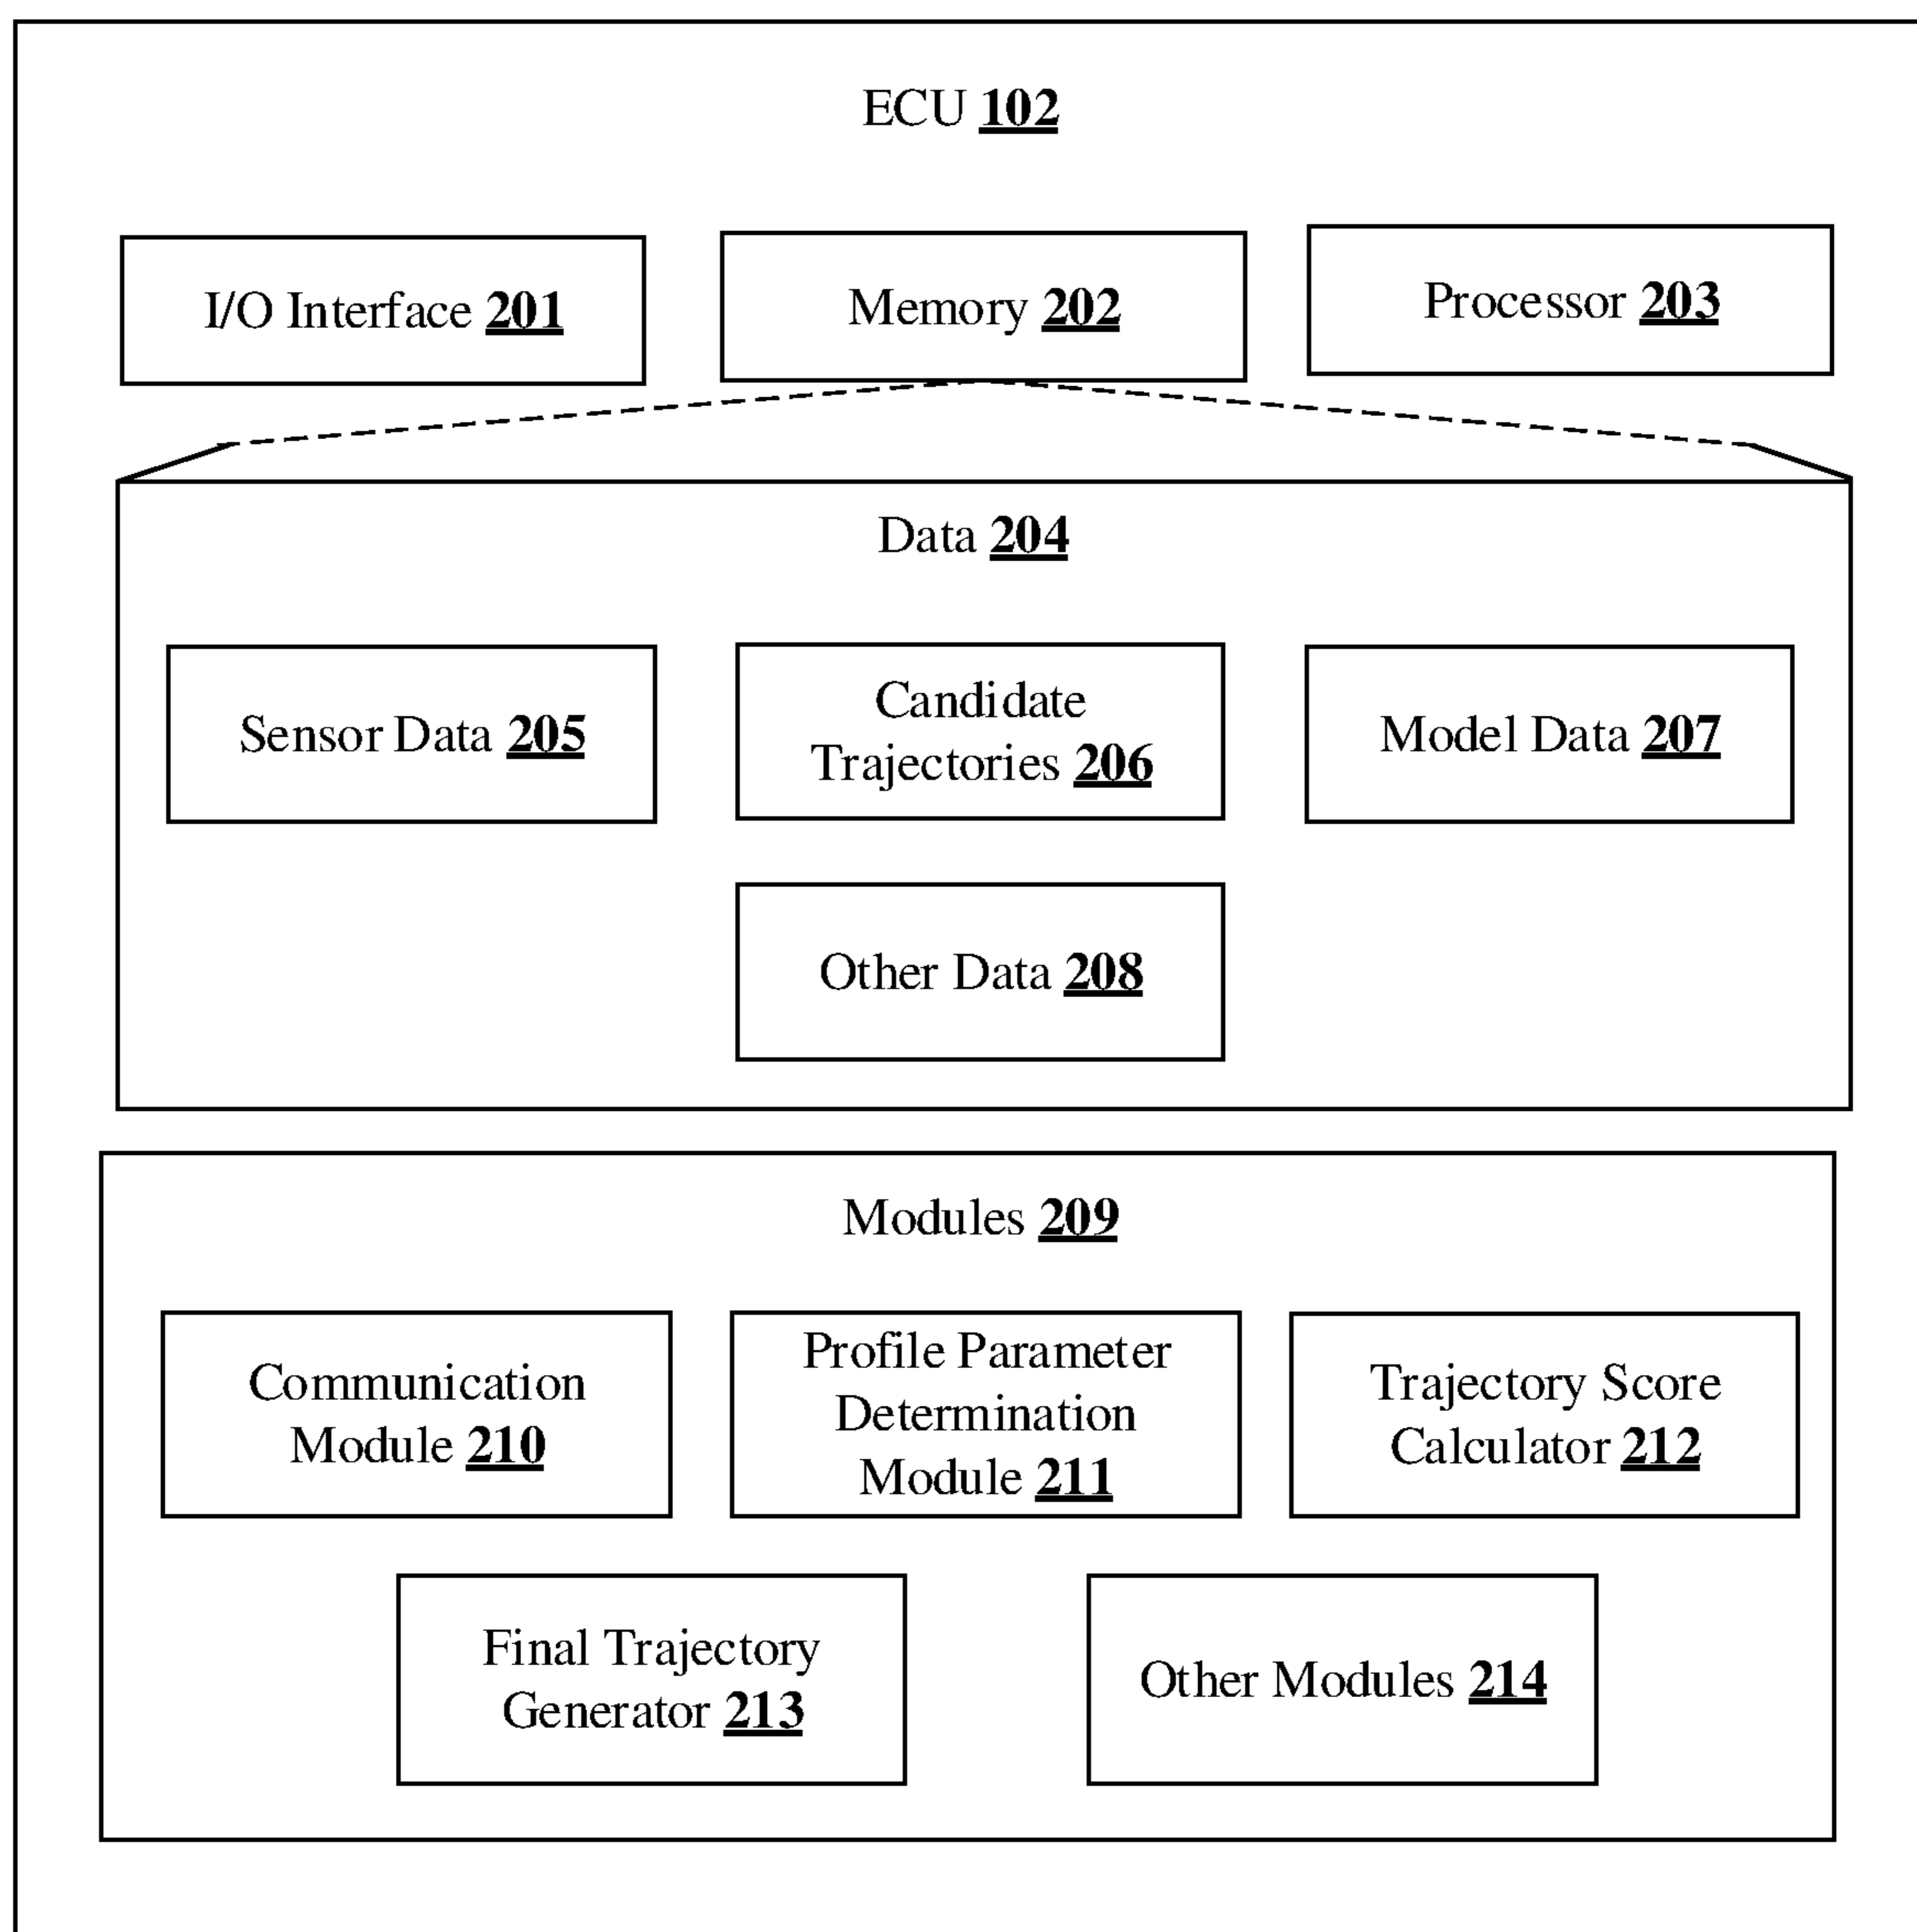 ECU 102
I/O Interface 201
Memory 202
Processor 203
Data 204
Sensor Data 205
Candidate
Trajectories 206
Model Data 207
Other Data 208
Modules 209
Communication
Module 210
Profile Parameter
Determination
Module 211
Trajectory Score
Calculator 212
Final Trajectory
Generator 213
Other Modules 214